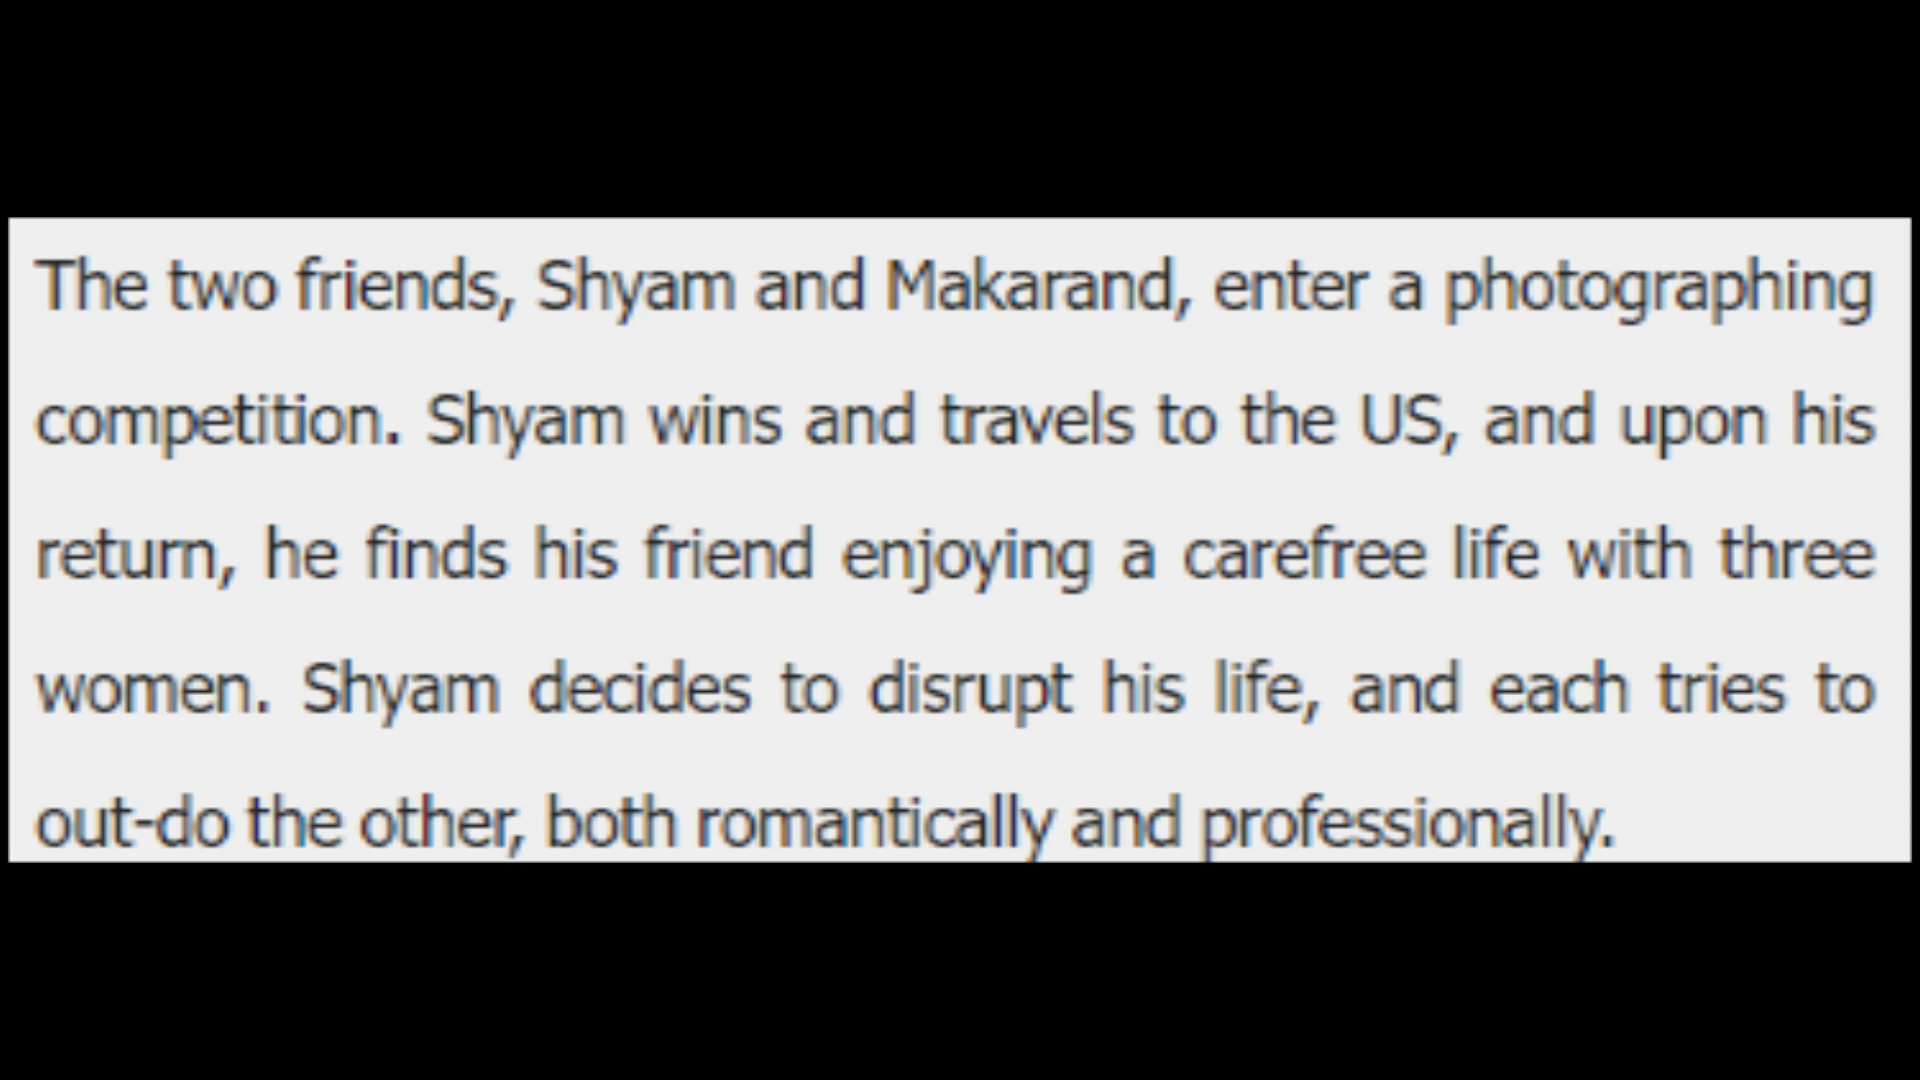 The two friends, Shyam and Makarand, enter a photographing
competition. Shyam wins and travels to the US, and upon his
return, he finds his friend enjoying a carefree life with three
women. Shyam decides to disrupt his life, and each tries to
out-do the other, both romantically and professionally.